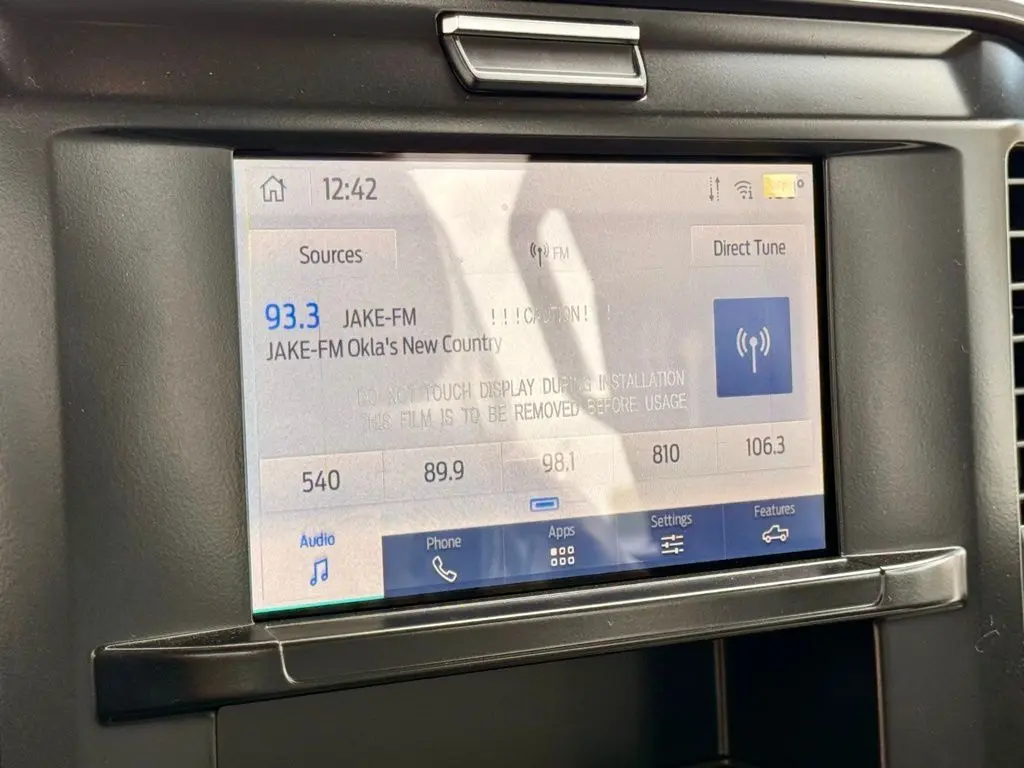 12:42
Sources
FM
Direct Tune
93.3 JAKE-FM
JAKE-FM Okla's New Country
!!!CAUTION!!!
DO NOT TOUCH DISPLAY DURING INSTALLATION
THIS FILM IS TO BE REMOVED BEFORE USAGE
540 89.9 98.1 810 106.3
Audio Phone Apps Settings Features